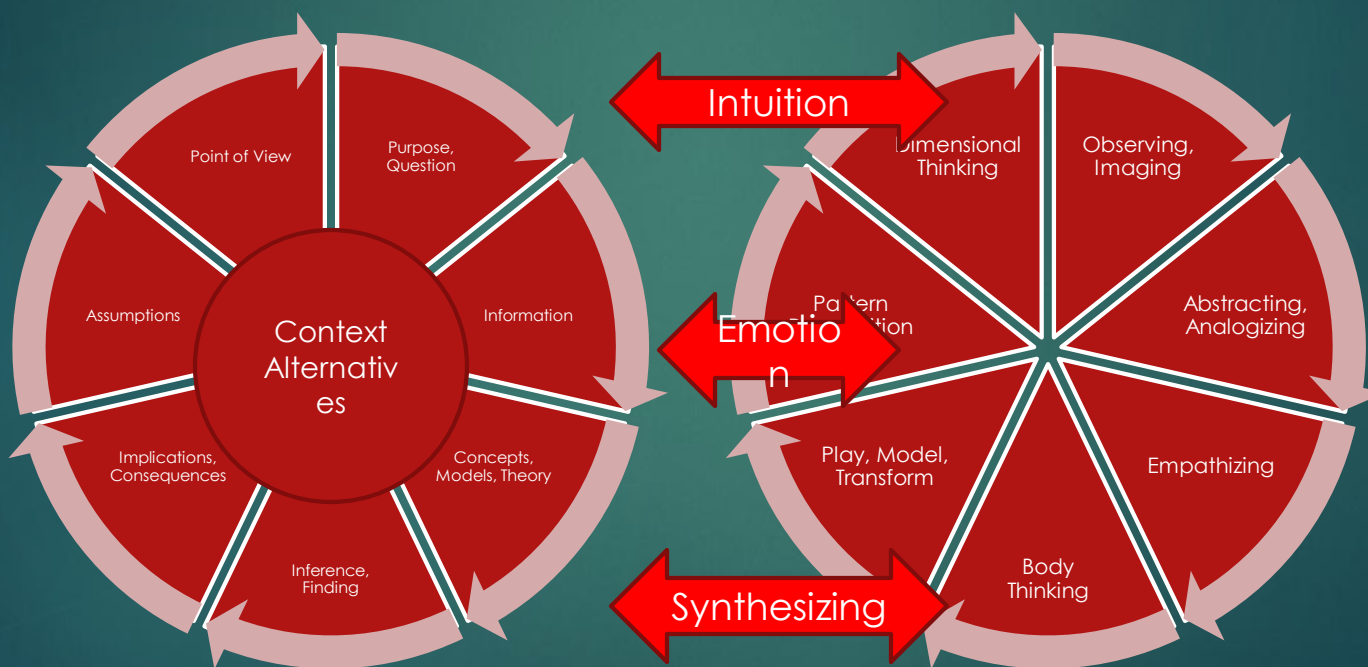 Point of View
Purpose,
Question
Information
Concepts,
Models, Theory
Inference,
Finding
Implications,
Consequences
Assumptions
Context
Alternativ
es
Intuition
Emotio
n
Synthesizing
Observing,
Imaging
Abstracting,
Analogizing
Empathizing
Body
Thinking
Play, Model,
Transform
Pattern
Dimensional
Thinking